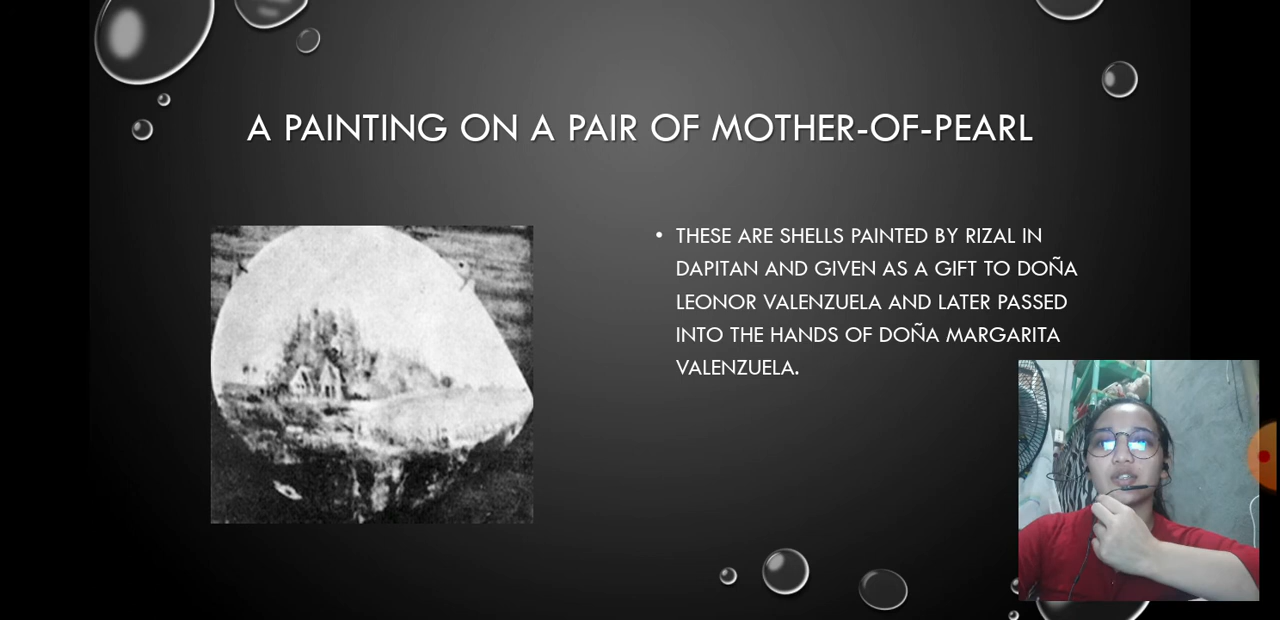 A PAINTING ON A PAIR OF MOTHER-OF-PEARL
• THESE ARE SHELLS PAINTED BY RIZAL IN
DAPITAN AND GIVEN AS A GIFT TO DOÑA
LEONOR VALENZUELA AND LATER PASSED
INTO THE HANDS OF DOÑA MARGARITA
VALENZUELA.